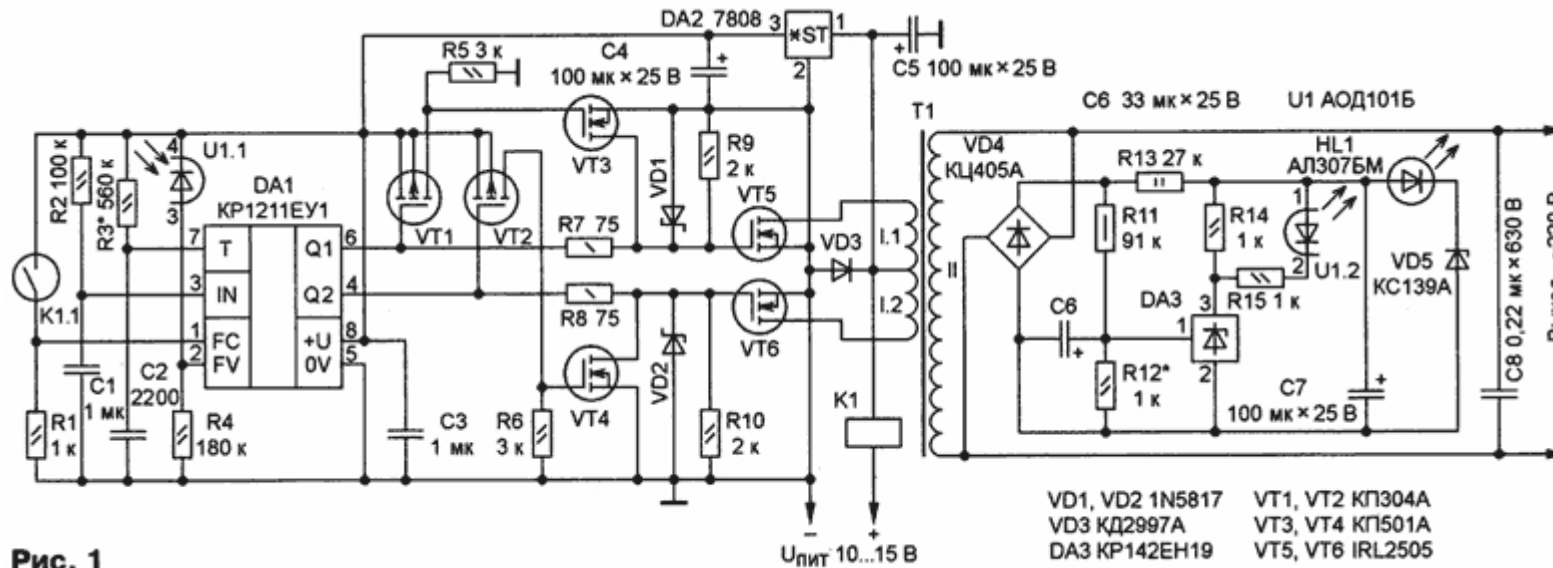 DA2 7808
3
1
*ST
2
R5 3 к
C4
100 мк × 25 В
C5 100 мк × 25 В
+
C6 33 мк × 25 В
U1 АОД101Б
T1
VD4
КЦ405А
HL1
АЛ307БМ
R13 27 к
R2 100 к
R3* 560 к
4
U1.1
3
DA1
КР1211ЕУ1
VT1
VT2
VT3
VD1
R9
2 к
VT5
R7 75
R8 75
VD3
I.1
I.2
II
R11
91 к
R14
1 к
1
2
U1.2
VD5
КС139А
R15 1 к
DA3
3
1
2
C6
+
R12*
1 к
C7
100 мк × 25 В
+
C8 0,22 мк × 630 В
7 T Q1 6
3 IN Q2 4
1 FC +U 8
2 FV 0V 5
K1.1
R1
1 к
C1
1 мк
C2
2200
R4
180 к
C3
1 мк
R6
3 к
VT4
VD2
VT6
R10
2 к
K1
−
+
Uпит 10...15 В
VD1, VD2 1N5817 VT1, VT2 КП304А
VD3 КД2997А VT3, VT4 КП501А
DA3 КР142ЕН19 VT5, VT6 IRL2505
Рис. 1